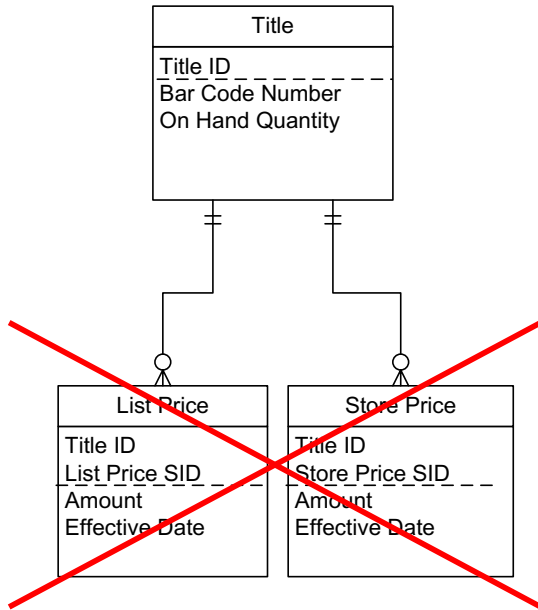 Title
Title ID
Bar Code Number
On Hand Quantity
List Price
Title ID
List Price SID
Amount
Effective Date
Store Price
Title ID
Store Price SID
Amount
Effective Date